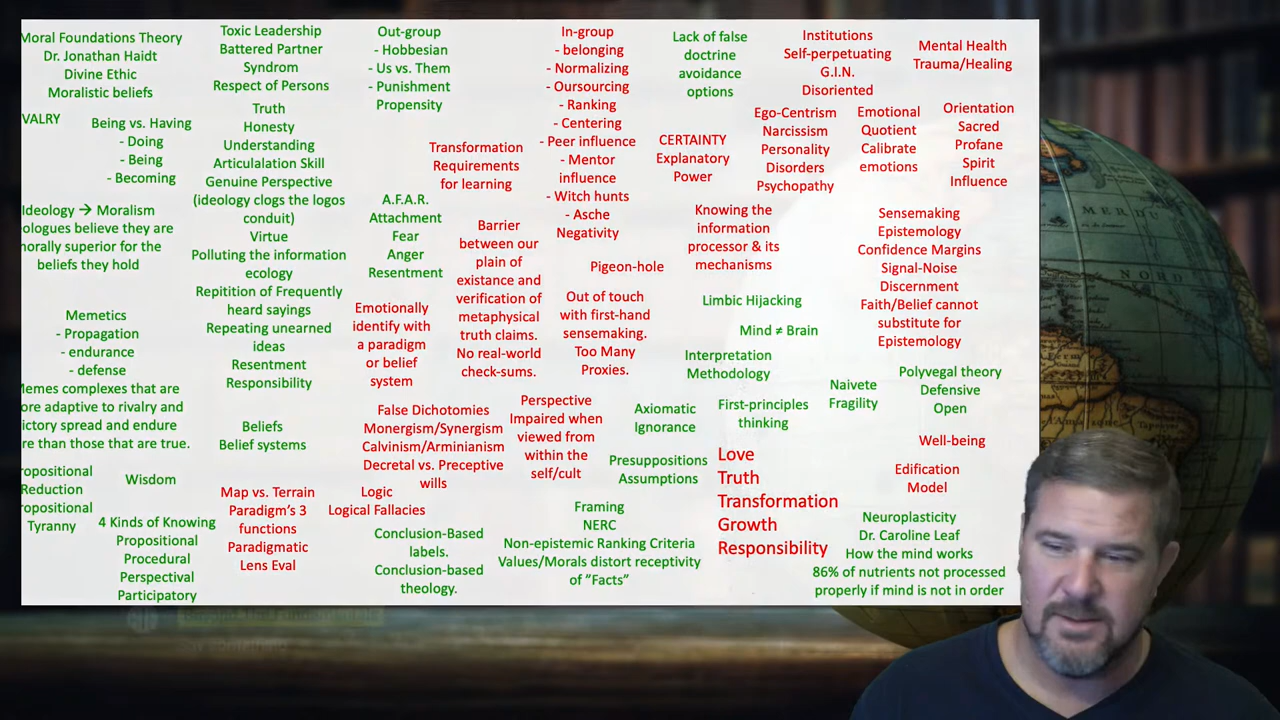 Moral Foundations Theory
Dr. Jonathan Haidt
Divine Ethic
Moralistic beliefs
VALRY
Being vs. Having
- Doing
- Being
- Becoming
Ideology → Moralism
ologues believe they are
norally superior for the
beliefs they hold
Memetics
- Propagation
- endurance
- defense
Memes complexes that are
ore adaptive to rivalry and
ictory spread and endure
re than those that are true.
ropositional
Reduction
ropositional
Tyranny
Wisdom
4 Kinds of Knowing
Propositional
Procedural
Perspectival
Participatory
Toxic Leadership
Battered Partner
Syndrom
Respect of Persons
Truth
Honesty
Understanding
Articulalation Skill
Genuine Perspective
(ideology clogs the logos
conduit)
Virtue
Polluting the information
ecology
Repitition of Frequently
heard sayings
Repeating unearned
ideas
Resentment
Responsibility
Beliefs
Belief systems
Map vs. Terrain
Paradigm's 3
functions
Paradigmatic
Lens Eval
Out-group
- Hobbesian
- Us vs. Them
- Punishment
Propensity
A.F.A.R.
Attachment
Fear
Anger
Resentment
Emotionally
identify with
a paradigm
or belief
system
False Dichotomies
Monergism/Synergism
Calvinism/Arminianism
Decretal vs. Preceptive
wills
Logic
Logical Fallacies
Conclusion-Based
labels.
Conclusion-based
theology.
Transformation
Requirements
for learning
Barrier
between our
plain of
existance and
verification of
metaphysical
truth claims.
No real-world
check-sums.
In-group
- belonging
- Normalizing
- Oursourcing
- Ranking
- Centering
- Peer influence
- Mentor
influence
- Witch hunts
- Asche
Negativity
Pigeon-hole
Out of touch
with first-hand
sensemaking.
Too Many
Proxies.
Perspective
Impaired when
viewed from
within the
self/cult
Framing
NERC
Non-epistemic Ranking Criteria
Values/Morals distort receptivity
of "Facts"
Lack of false
doctrine
avoidance
options
CERTAINTY
Explanatory
Power
Knowing the
information
processor & its
mechanisms
Limbic Hijacking
Mind ≠ Brain
Interpretation
Methodology
Axiomatic
Ignorance
First-principles
thinking
Presuppositions
Assumptions
Love
Truth
Transformation
Growth
Responsibility
Institutions
Self-perpetuating
G.I.N.
Disoriented
Ego-Centrism
Narcissism
Personality
Disorders
Psychopathy
Emotional
Quotient
Calibrate
emotions
Mental Health
Trauma/Healing
Orientation
Sacred
Profane
Spirit
Influence
Sensemaking
Epistemology
Confidence Margins
Signal-Noise
Discernment
Faith/Belief cannot
substitute for
Epistemology
Naivete
Fragility
Polyvegal theory
Defensive
Open
Well-being
Edification
Model
Neuroplasticity
Dr. Caroline Leaf
How the mind works
86% of nutrients not processed
properly if mind is not in order
MER DU
NORD